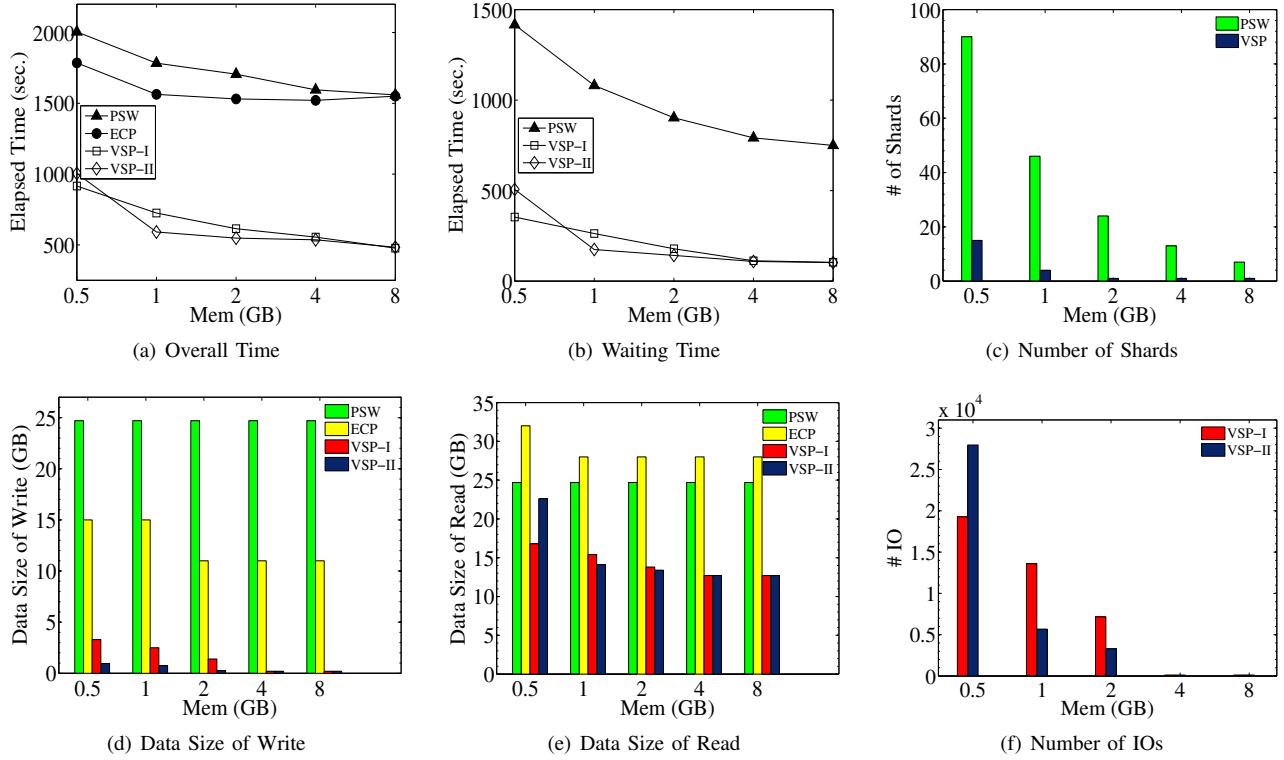 2000
1500
1000
500
Elapsed Time (sec.)
PSW
ECP
VSP−I
VSP−II
0.5 1 2 4 8
Mem (GB)
(a) Overall Time
1500
1000
500
0
Elapsed Time (sec.)
PSW
VSP−I
VSP−II
0.5 1 2 4 8
Mem (GB)
(b) Waiting Time
100
80
60
40
20
0
# of Shards
PSW
VSP
0.5 1 2 4 8
Mem (GB)
(c) Number of Shards
25
20
15
10
5
0
Data Size of Write (GB)
PSW
ECP
VSP−I
VSP−II
0.5 1 2 4 8
Mem (GB)
(d) Data Size of Write
35
30
25
20
15
10
5
0
Data Size of Read (GB)
PSW
ECP
VSP−I
VSP−II
0.5 1 2 4 8
Mem (GB)
(e) Data Size of Read
x 10⁴
3
2.5
2
1.5
1
0.5
0
# IO
VSP−I
VSP−II
0.5 1 2 4 8
Mem (GB)
(f) Number of IOs